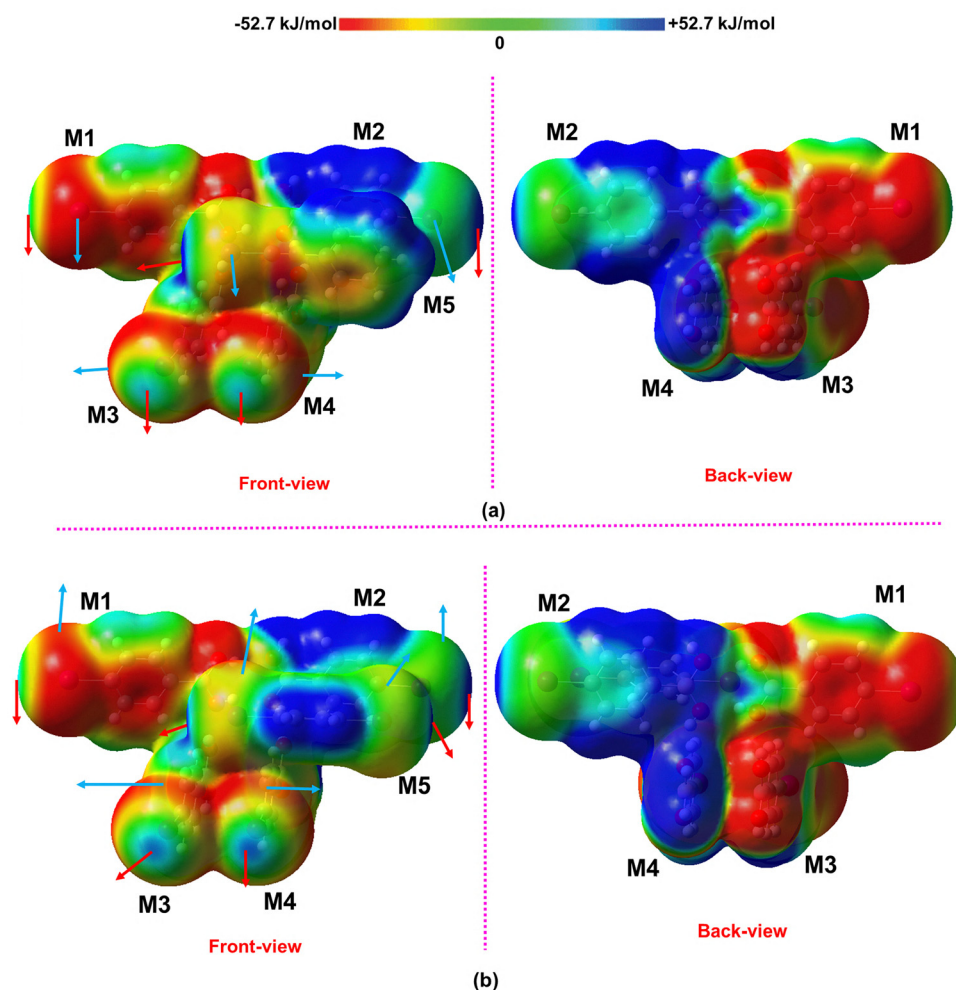 -52.7 kJ/mol +52.7 kJ/mol
0
M1 M2 M2 M1
M5
M3 M4 M4 M3
Front-view Back-view
(a)
M1 M2 M2 M1
M5
M3 M4 M4 M3
Front-view Back-view
(b)